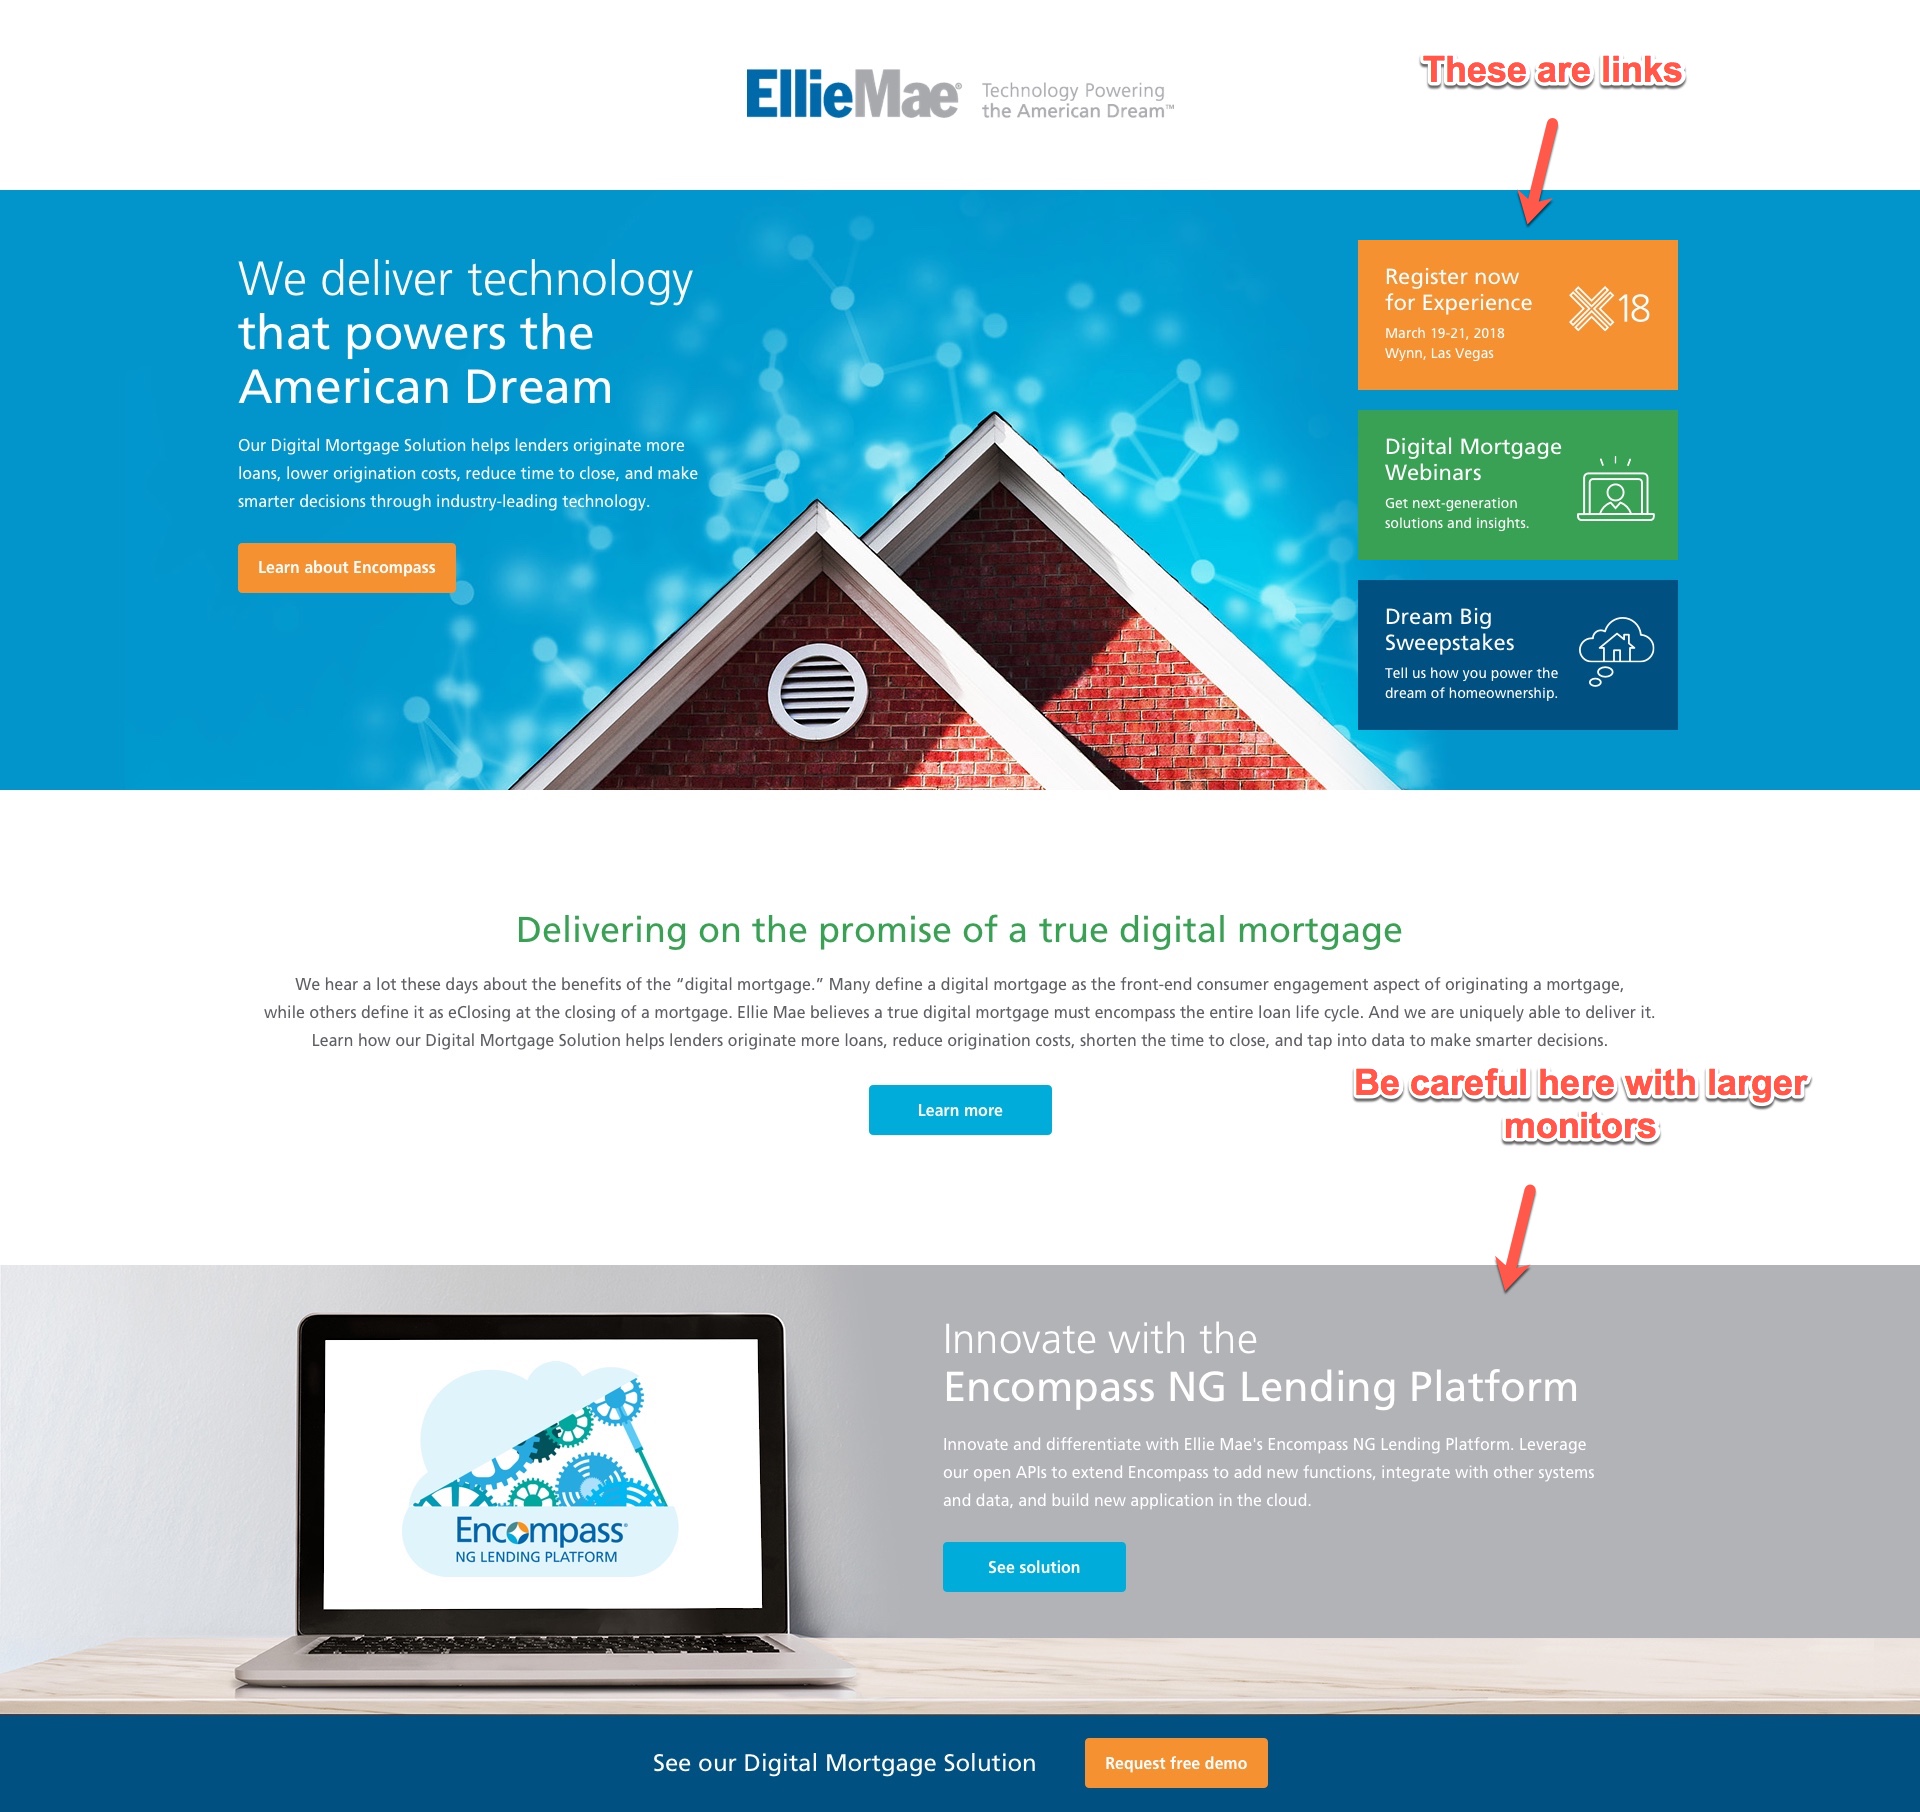 EllieMae®
Technology Powering
the American Dream™
These are links
We deliver technology
that powers the
American Dream
Our Digital Mortgage Solution helps lenders originate more
loans, lower origination costs, reduce time to close, and make
smarter decisions through industry-leading technology.
Learn about Encompass
Register now
for Experience
March 19-21, 2018
Wynn, Las Vegas
X18
Digital Mortgage
Webinars
Get next-generation
solutions and insights.
Dream Big
Sweepstakes
Tell us how you power the
dream of homeownership.
Delivering on the promise of a true digital mortgage
We hear a lot these days about the benefits of the “digital mortgage.” Many define a digital mortgage as the front-end consumer engagement aspect of originating a mortgage,
while others define it as eClosing at the closing of a mortgage. Ellie Mae believes a true digital mortgage must encompass the entire loan life cycle. And we are uniquely able to deliver it.
Learn how our Digital Mortgage Solution helps lenders originate more loans, reduce origination costs, shorten the time to close, and tap into data to make smarter decisions.
Learn more
Be careful here with larger
monitors
Encompass®
NG LENDING PLATFORM
Innovate with the
Encompass NG Lending Platform
Innovate and differentiate with Ellie Mae's Encompass NG Lending Platform. Leverage
our open APIs to extend Encompass to add new functions, integrate with other systems
and data, and build new application in the cloud.
See solution
See our Digital Mortgage Solution
Request free demo